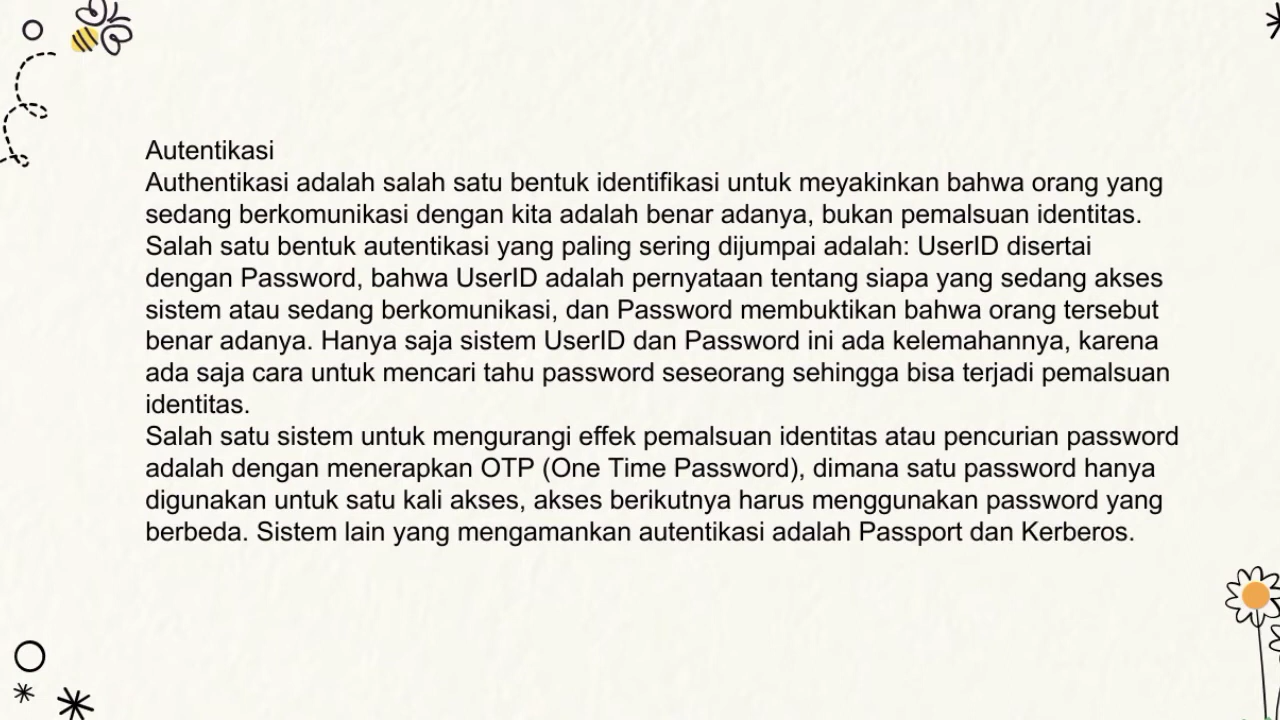 Autentikasi
Authentikasi adalah salah satu bentuk identifikasi untuk meyakinkan bahwa orang yang
sedang berkomunikasi dengan kita adalah benar adanya, bukan pemalsuan identitas.
Salah satu bentuk autentikasi yang paling sering dijumpai adalah: UserID disertai
dengan Password, bahwa UserID adalah pernyataan tentang siapa yang sedang akses
sistem atau sedang berkomunikasi, dan Password membuktikan bahwa orang tersebut
benar adanya. Hanya saja sistem UserID dan Password ini ada kelemahannya, karena
ada saja cara untuk mencari tahu password seseorang sehingga bisa terjadi pemalsuan
identitas.
Salah satu sistem untuk mengurangi effek pemalsuan identitas atau pencurian password
adalah dengan menerapkan OTP (One Time Password), dimana satu password hanya
digunakan untuk satu kali akses, akses berikutnya harus menggunakan password yang
berbeda. Sistem lain yang mengamankan autentikasi adalah Passport dan Kerberos.